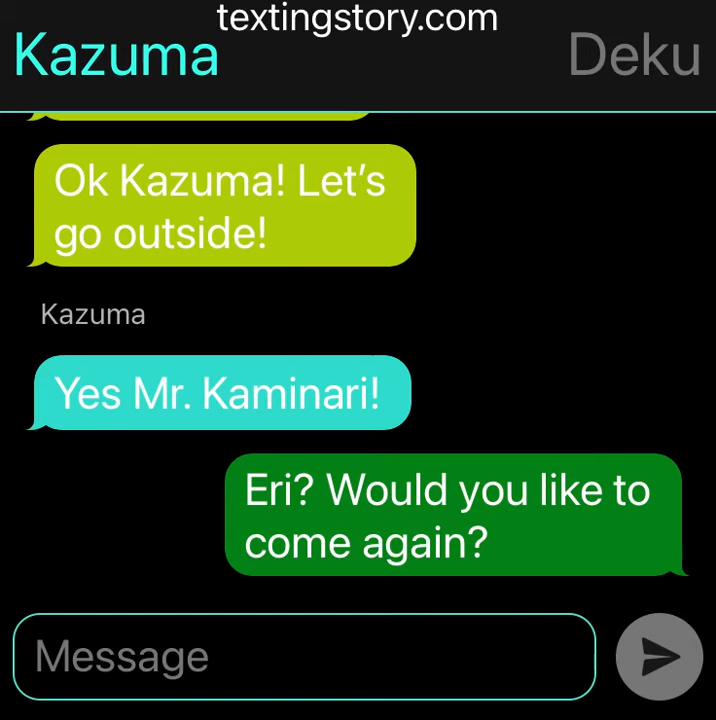 textingstory.com
Kazuma
Deku
Ok Kazuma! Let’s
go outside!
Kazuma
Yes Mr. Kaminari!
Eri? Would you like to
come again?
Message